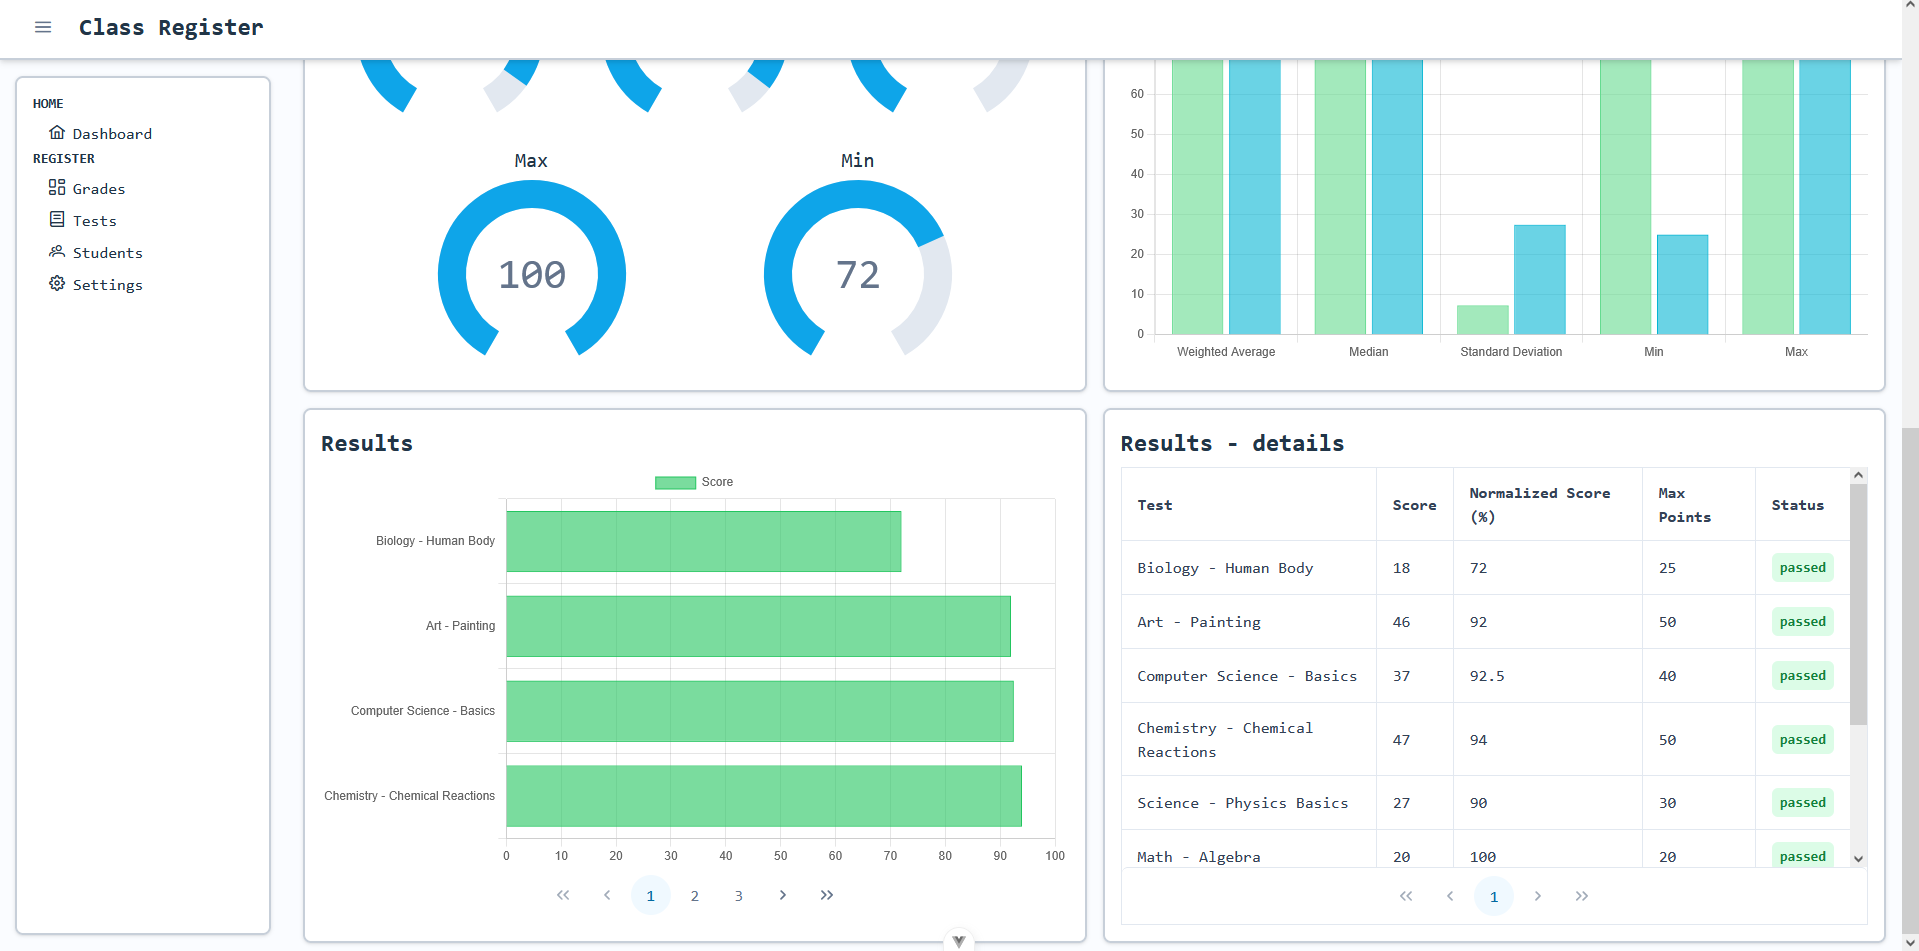 Class Register
HOME
Dashboard
REGISTER
Grades
Tests
Students
Settings
Max
100
Min
72
60
50
40
30
20
10
0
Weighted Average
Median
Standard Deviation
Min
Max
Results
Score
Biology - Human Body
Art - Painting
Computer Science - Basics
Chemistry - Chemical Reactions
0 10 20 30 40 50 60 70 80 90 100
1 2 3
Results - details
Test Score Normalized Score (%) Max Points Status
Biology - Human Body 18 72 25 passed
Art - Painting 46 92 50 passed
Computer Science - Basics 37 92.5 40 passed
Chemistry - Chemical Reactions 47 94 50 passed
Science - Physics Basics 27 90 30 passed
Math - Algebra 20 100 20 passed
1